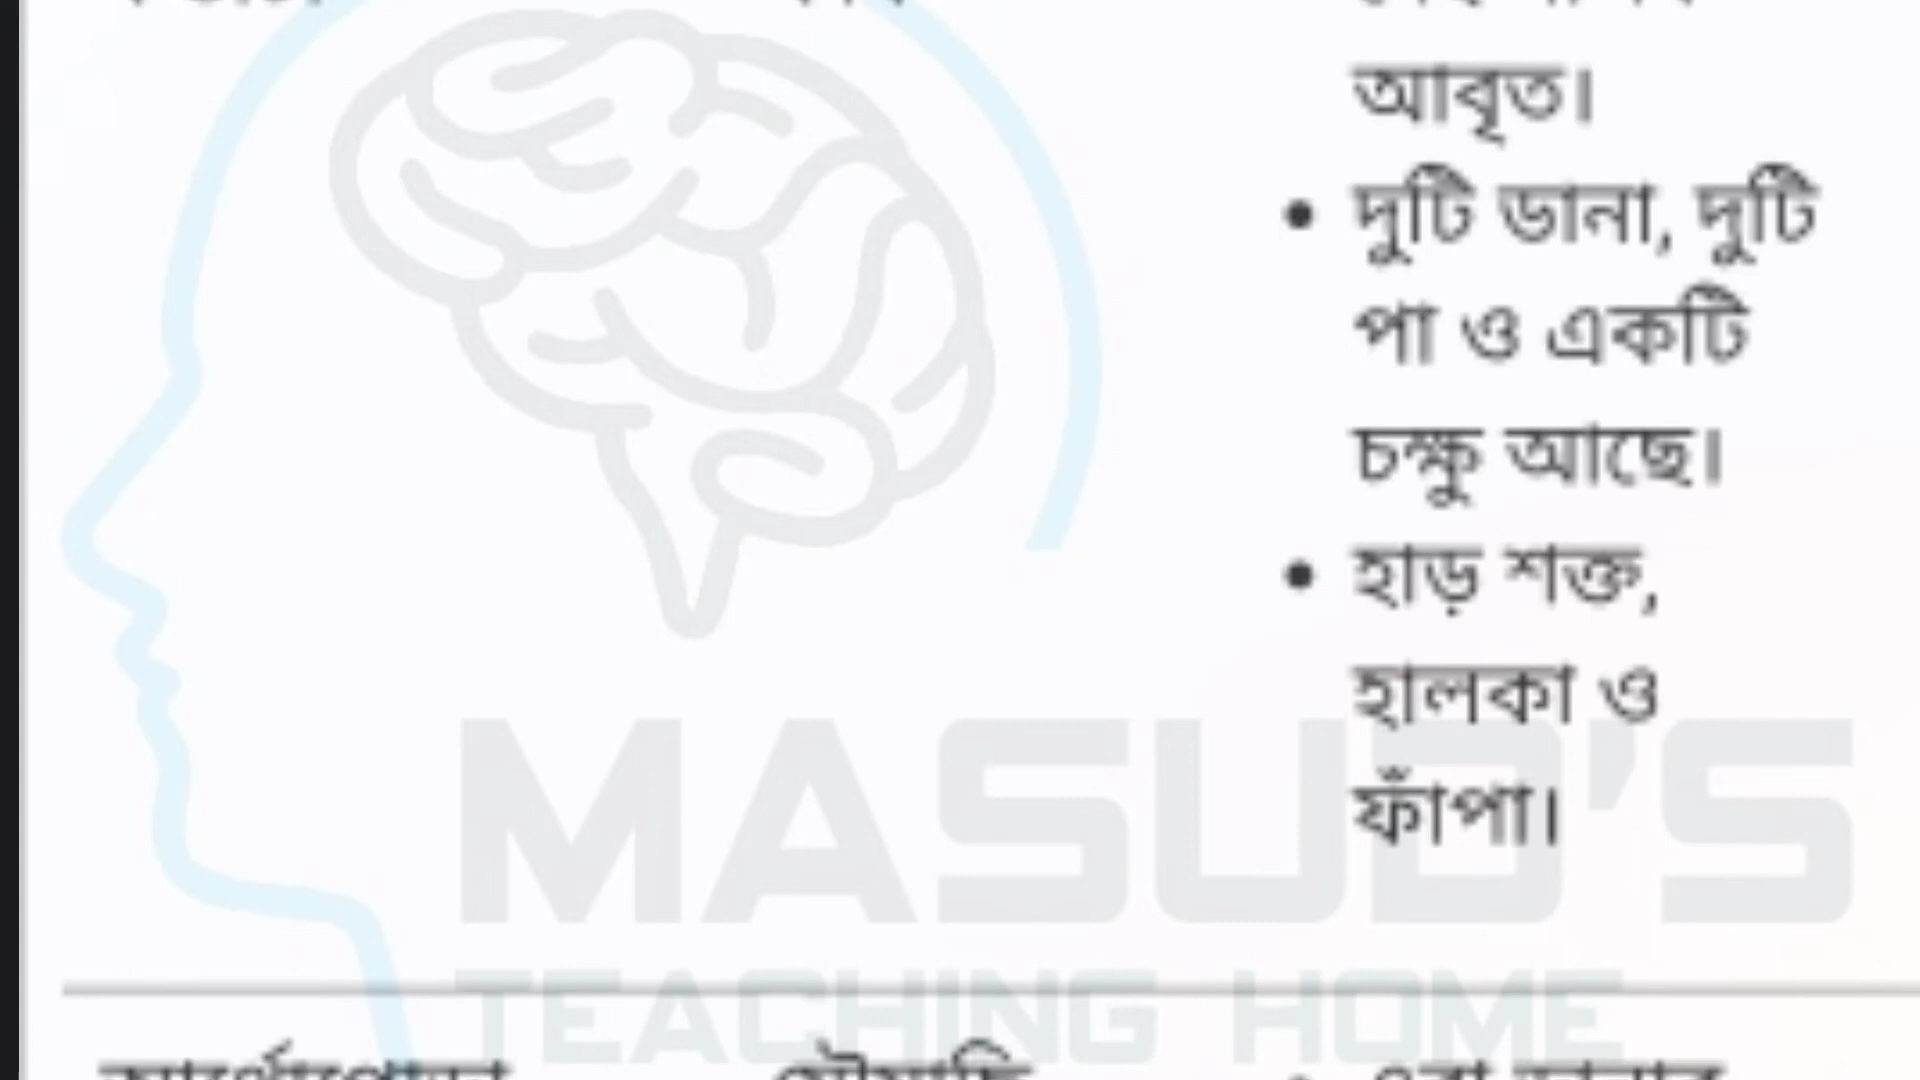 আবৃত।
• দুটি ডানা, দুটি
পা ও একটি
চক্ষু আছে।
• হাড় শক্ত,
হালকা ও
ফাঁপা।
MASUD'S
TEACHING HOME